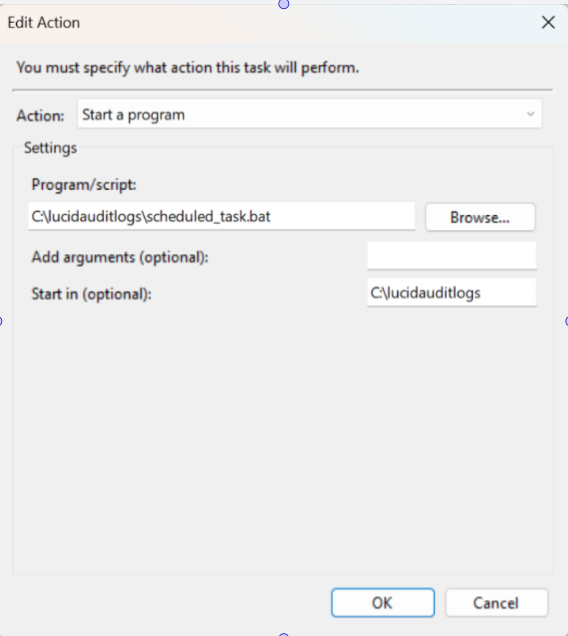 Edit Action
You must specify what action this task will perform.
Action: Start a program
Settings
Program/script:
C:\lucidauditlogs\scheduled_task.bat Browse...
Add arguments (optional):
Start in (optional): C:\lucidauditlogs
OK Cancel